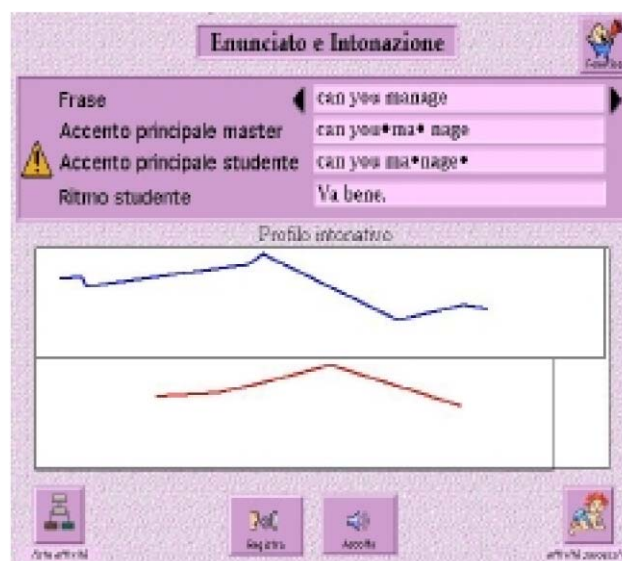 Enunciato e Intonazione
Frase can you manage
Accento principale master can you•ma• nage
Accento principale studente can you ma•nage•
Ritmo studente Va bene.
Profilo intonativo
Registra Ascolta